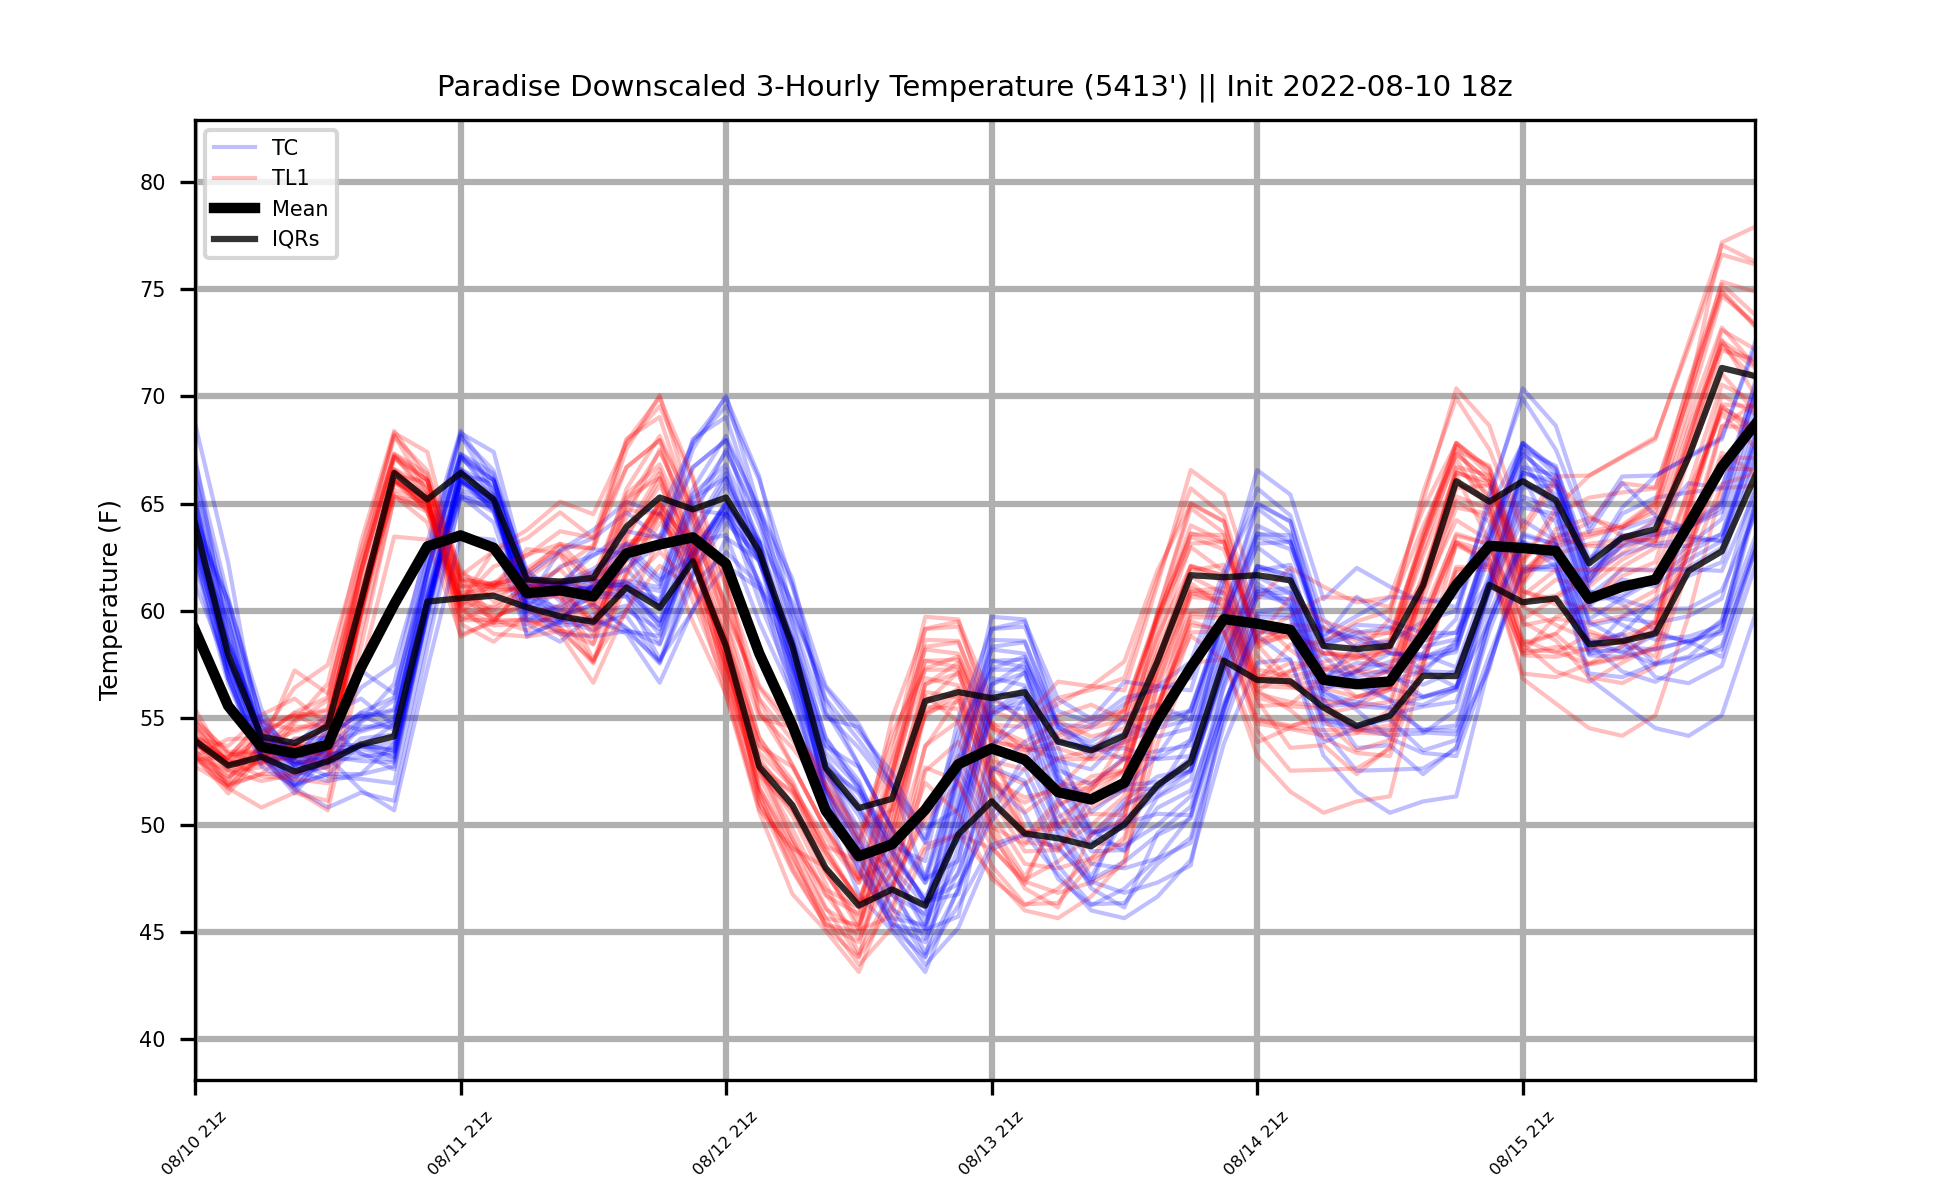 Paradise Downscaled 3-Hourly Temperature (5413') || Init 2022-08-10 18z
TC
TL1
Mean
IQRs
Temperature (F)
80
75
70
65
60
55
50
45
40
08/10 21z
08/11 21z
08/12 21z
08/13 21z
08/14 21z
08/15 21z